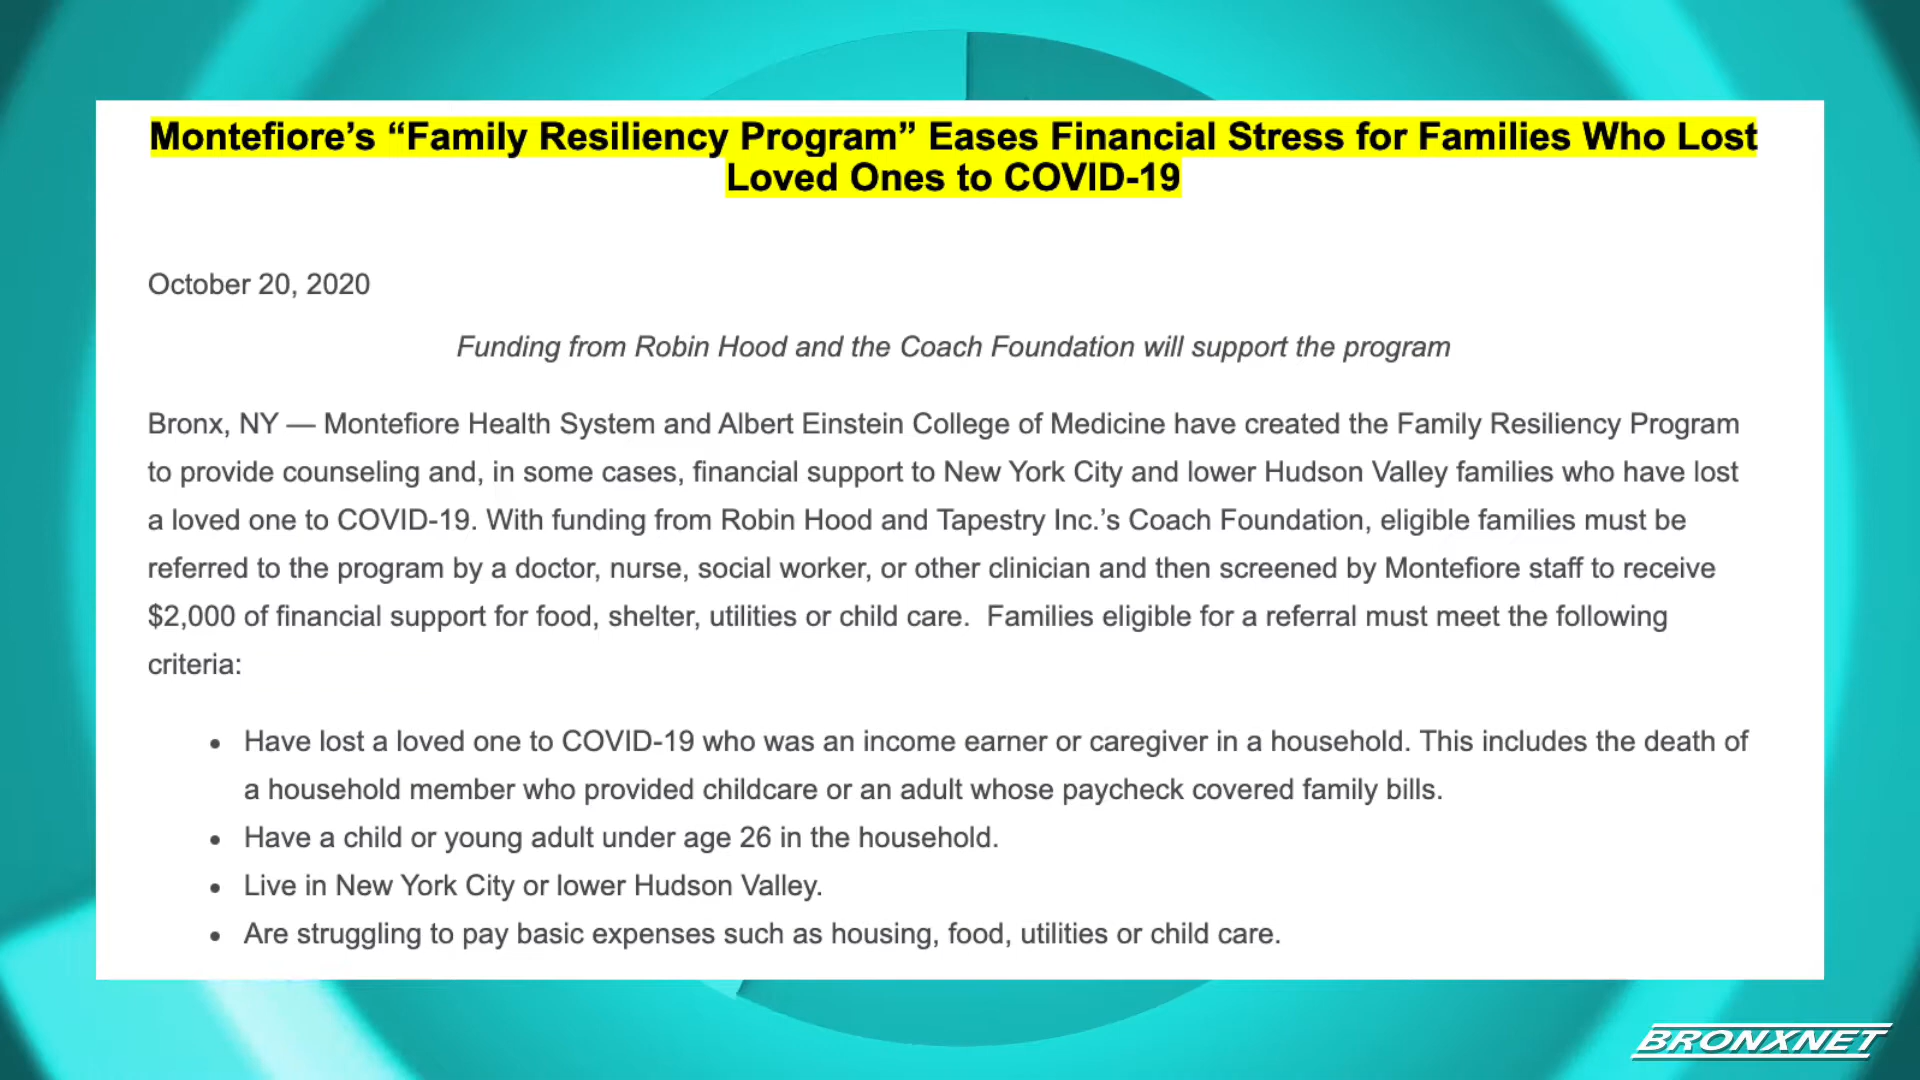 Montefiore’s “Family Resiliency Program” Eases Financial Stress for Families Who Lost
Loved Ones to COVID-19
October 20, 2020
Funding from Robin Hood and the Coach Foundation will support the program
Bronx, NY — Montefiore Health System and Albert Einstein College of Medicine have created the Family Resiliency Program
to provide counseling and, in some cases, financial support to New York City and lower Hudson Valley families who have lost
a loved one to COVID-19. With funding from Robin Hood and Tapestry Inc.’s Coach Foundation, eligible families must be
referred to the program by a doctor, nurse, social worker, or other clinician and then screened by Montefiore staff to receive
$2,000 of financial support for food, shelter, utilities or child care.  Families eligible for a referral must meet the following
criteria:
• Have lost a loved one to COVID-19 who was an income earner or caregiver in a household. This includes the death of
a household member who provided childcare or an adult whose paycheck covered family bills.
• Have a child or young adult under age 26 in the household.
• Live in New York City or lower Hudson Valley.
• Are struggling to pay basic expenses such as housing, food, utilities or child care.
BRONXNET